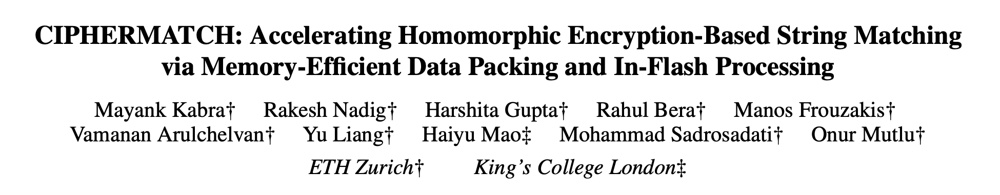 CIPHERMATCH: Accelerating Homomorphic Encryption-Based String Matching
via Memory-Efficient Data Packing and In-Flash Processing
Mayank Kabra† Rakesh Nadig† Harshita Gupta† Rahul Bera† Manos Frouzakis†
Vamanan Arulchelvan† Yu Liang† Haiyu Mao‡ Mohammad Sadrosadati† Onur Mutlu†
ETH Zurich† King’s College London‡